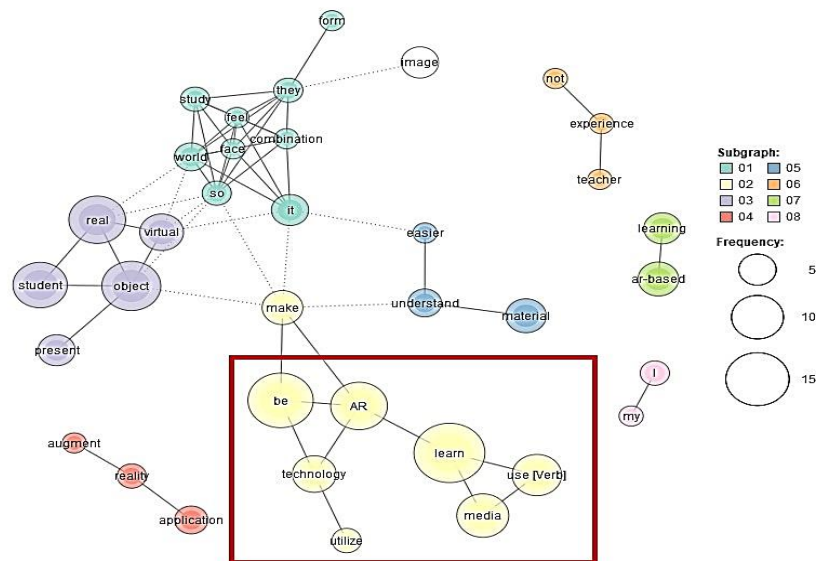 form
they
image
study
feel
combination
face
world
so
it
real
virtual
student
object
present
easier
make
understand
material
not
experience
teacher
Subgraph:
01 05
02 06
03 07
04 08
Frequency:
5
10
15
learning
ar-based
I
my
be
AR
learn
technology
use [Verb]
media
utilize
augment
reality
application